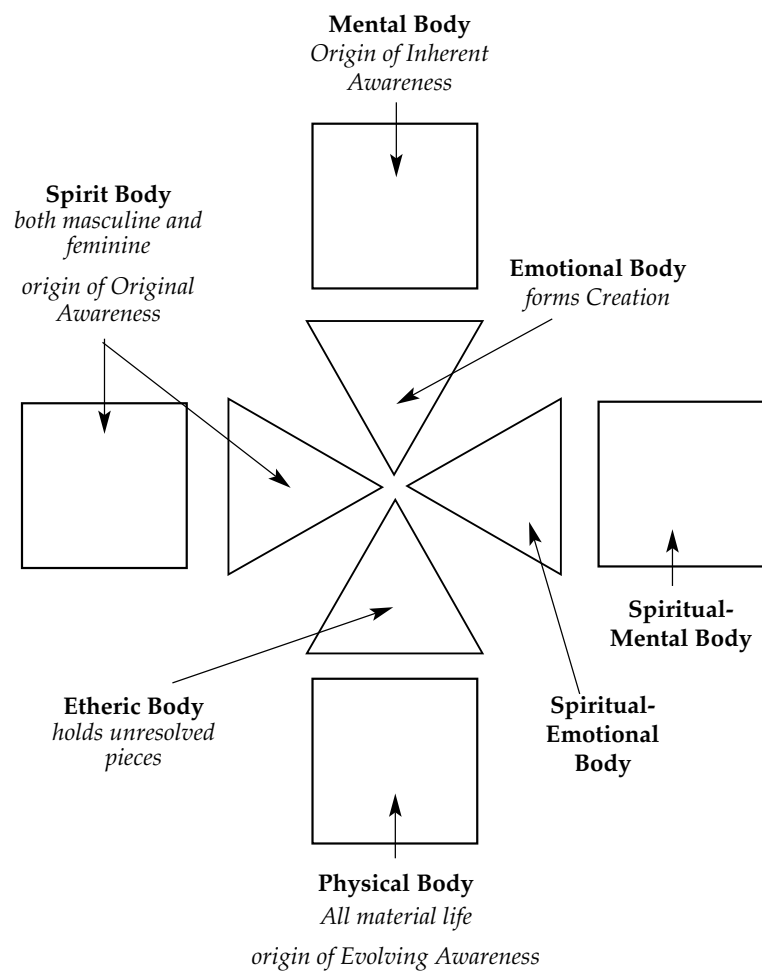 Mental Body
Origin of Inherent
Awareness
Spirit Body
both masculine and
feminine
origin of Original
Awareness
Emotional Body
forms Creation
Spiritual-
Mental Body
Etheric Body
holds unresolved
pieces
Spiritual-
Emotional
Body
Physical Body
All material life
origin of Evolving Awareness